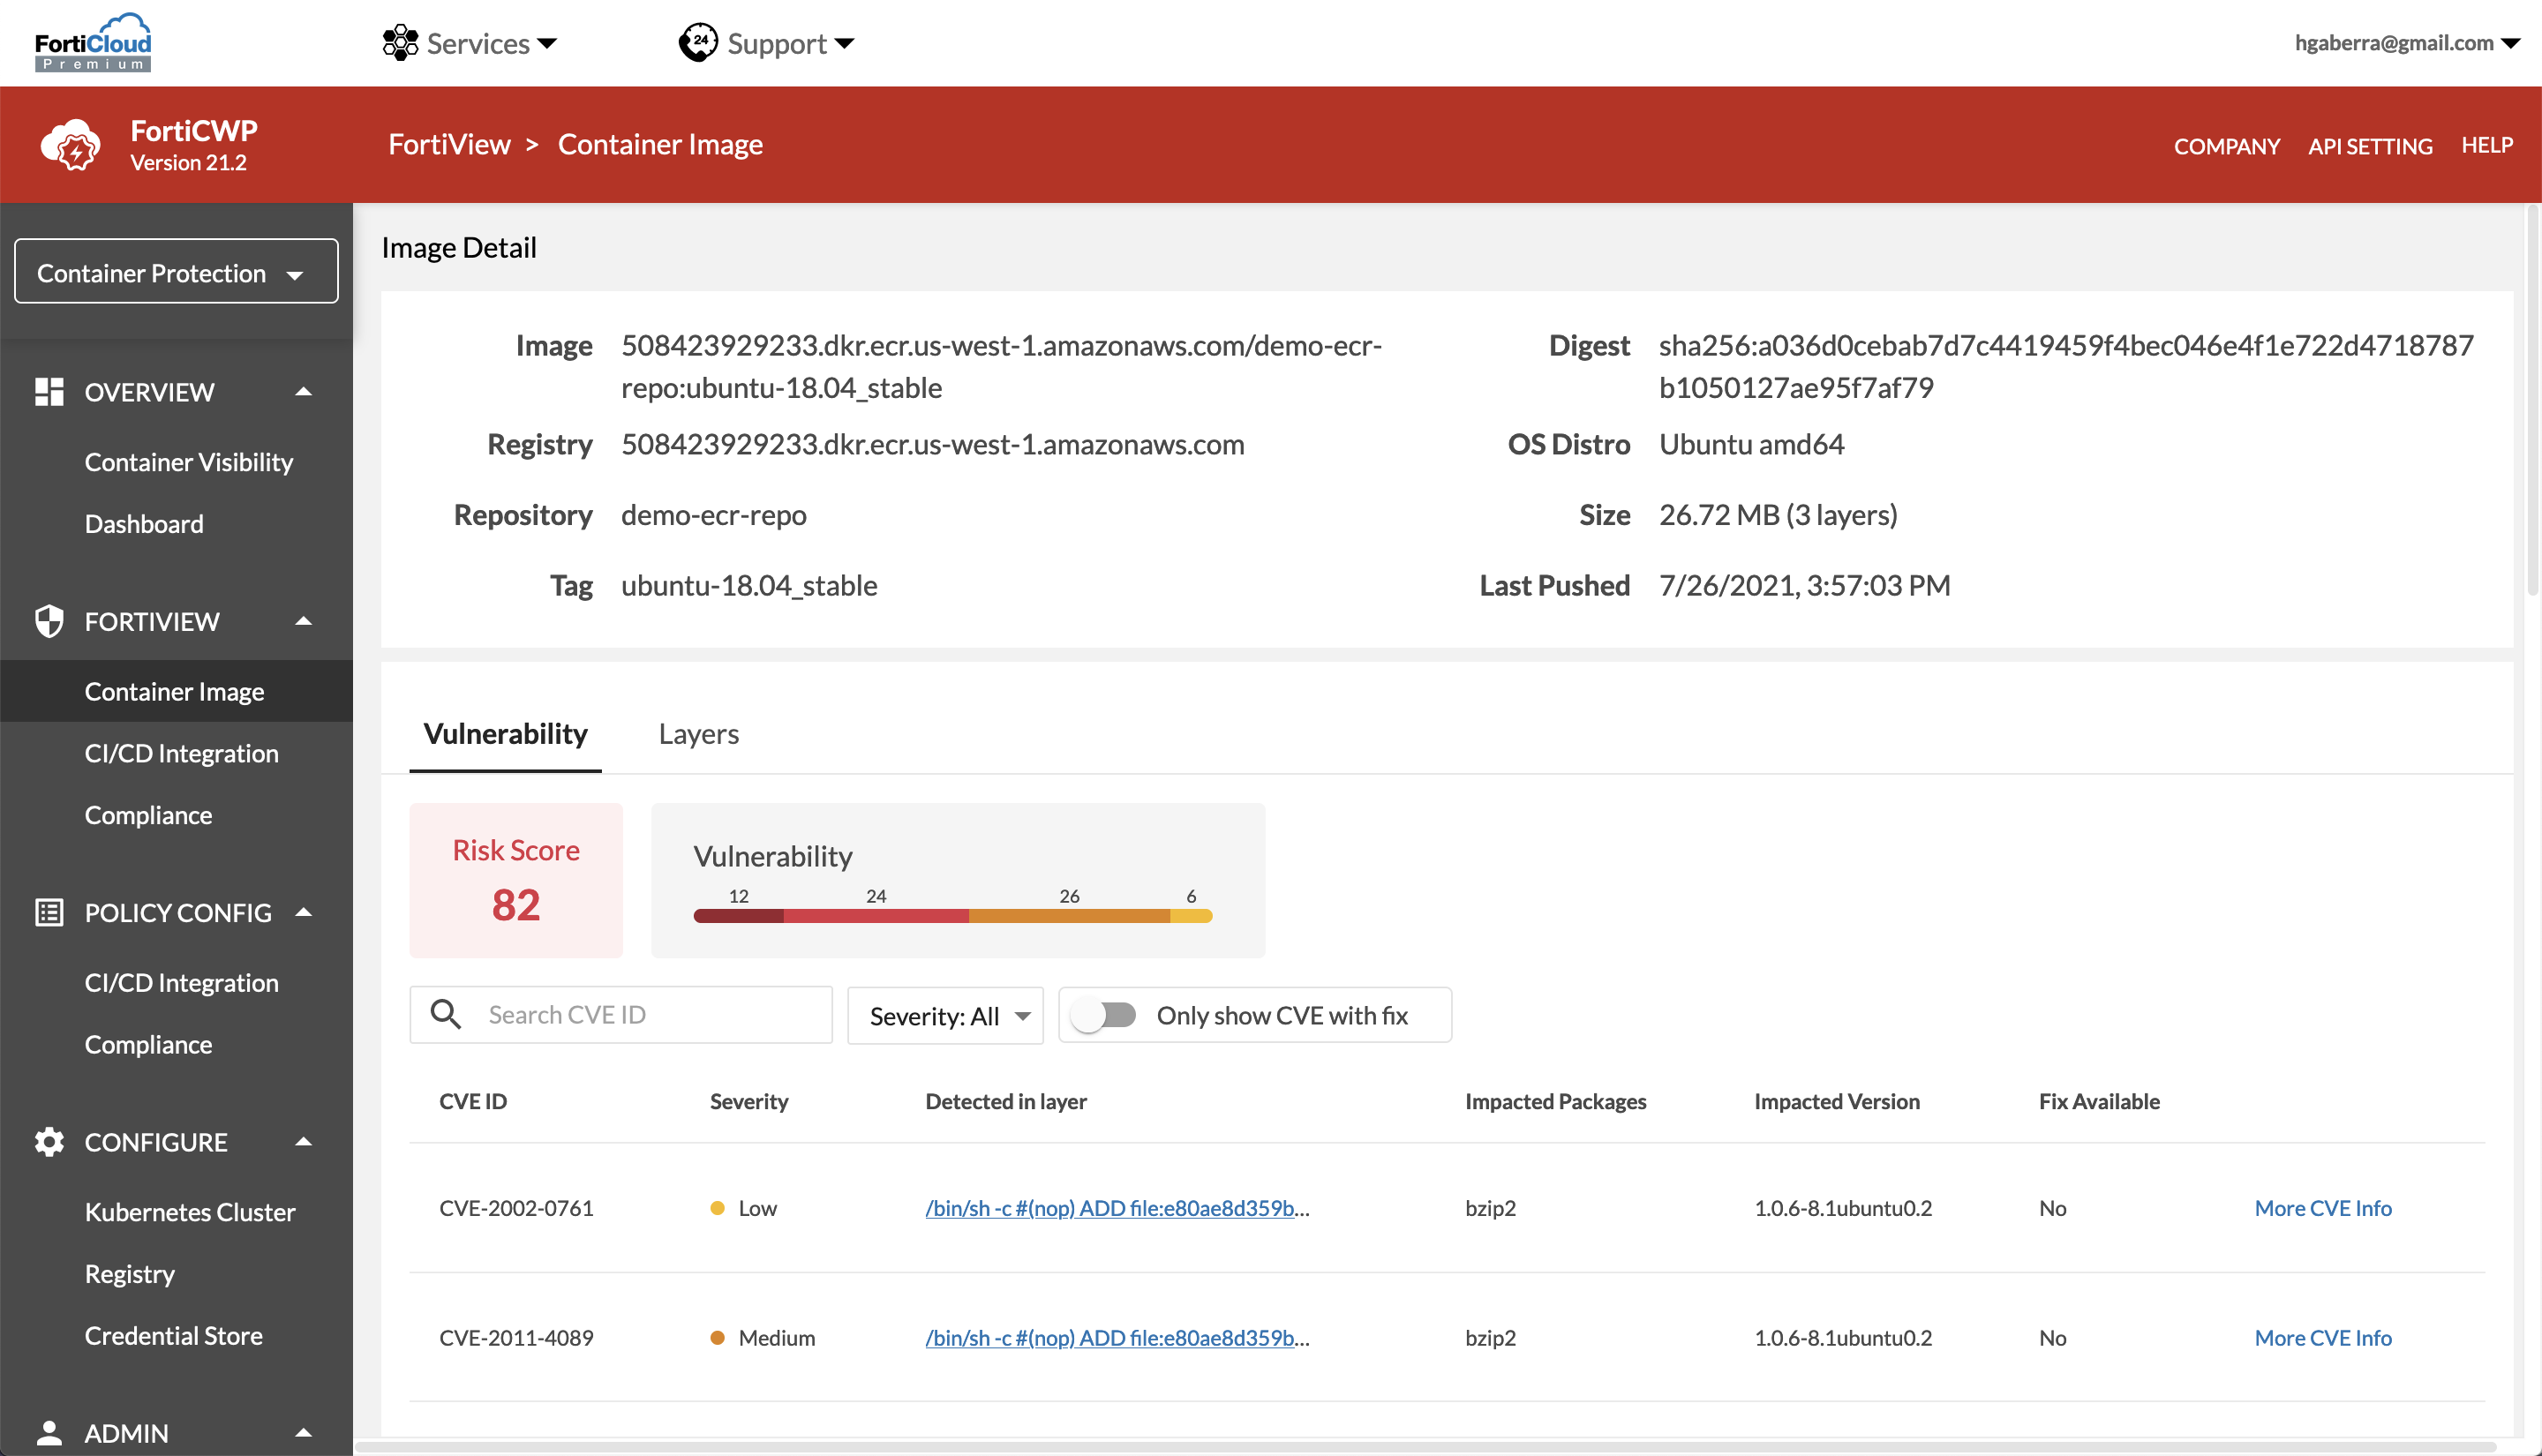 FortiCloud
Premium
Services
24
Support
hgaberra@gmail.com
FortiCWP
Version 21.2
FortiView > Container Image
COMPANY
API SETTING
HELP
Container Protection
OVERVIEW
Container Visibility
Dashboard
FORTIVIEW
Container Image
CI/CD Integration
Compliance
POLICY CONFIG
CI/CD Integration
Compliance
CONFIGURE
Kubernetes Cluster
Registry
Credential Store
ADMIN
Image Detail
Image 508423929233.dkr.ecr.us-west-1.amazonaws.com/demo-ecr-
repo:ubuntu-18.04_stable
Registry 508423929233.dkr.ecr.us-west-1.amazonaws.com
Repository demo-ecr-repo
Tag ubuntu-18.04_stable
Digest sha256:a036d0cebab7d7c4419459f4bec046e4f1e722d4718787
b1050127ae95f7af79
OS Distro Ubuntu amd64
Size 26.72 MB (3 layers)
Last Pushed 7/26/2021, 3:57:03 PM
Vulnerability Layers
Risk Score
82
Vulnerability
12 24 26 6
Search CVE ID
Severity: All
Only show CVE with fix
CVE ID Severity Detected in layer Impacted Packages Impacted Version Fix Available
CVE-2002-0761 Low /bin/sh -c #(nop) ADD file:e80ae8d359b... bzip2 1.0.6-8.1ubuntu0.2 No More CVE Info
CVE-2011-4089 Medium /bin/sh -c #(nop) ADD file:e80ae8d359b... bzip2 1.0.6-8.1ubuntu0.2 No More CVE Info